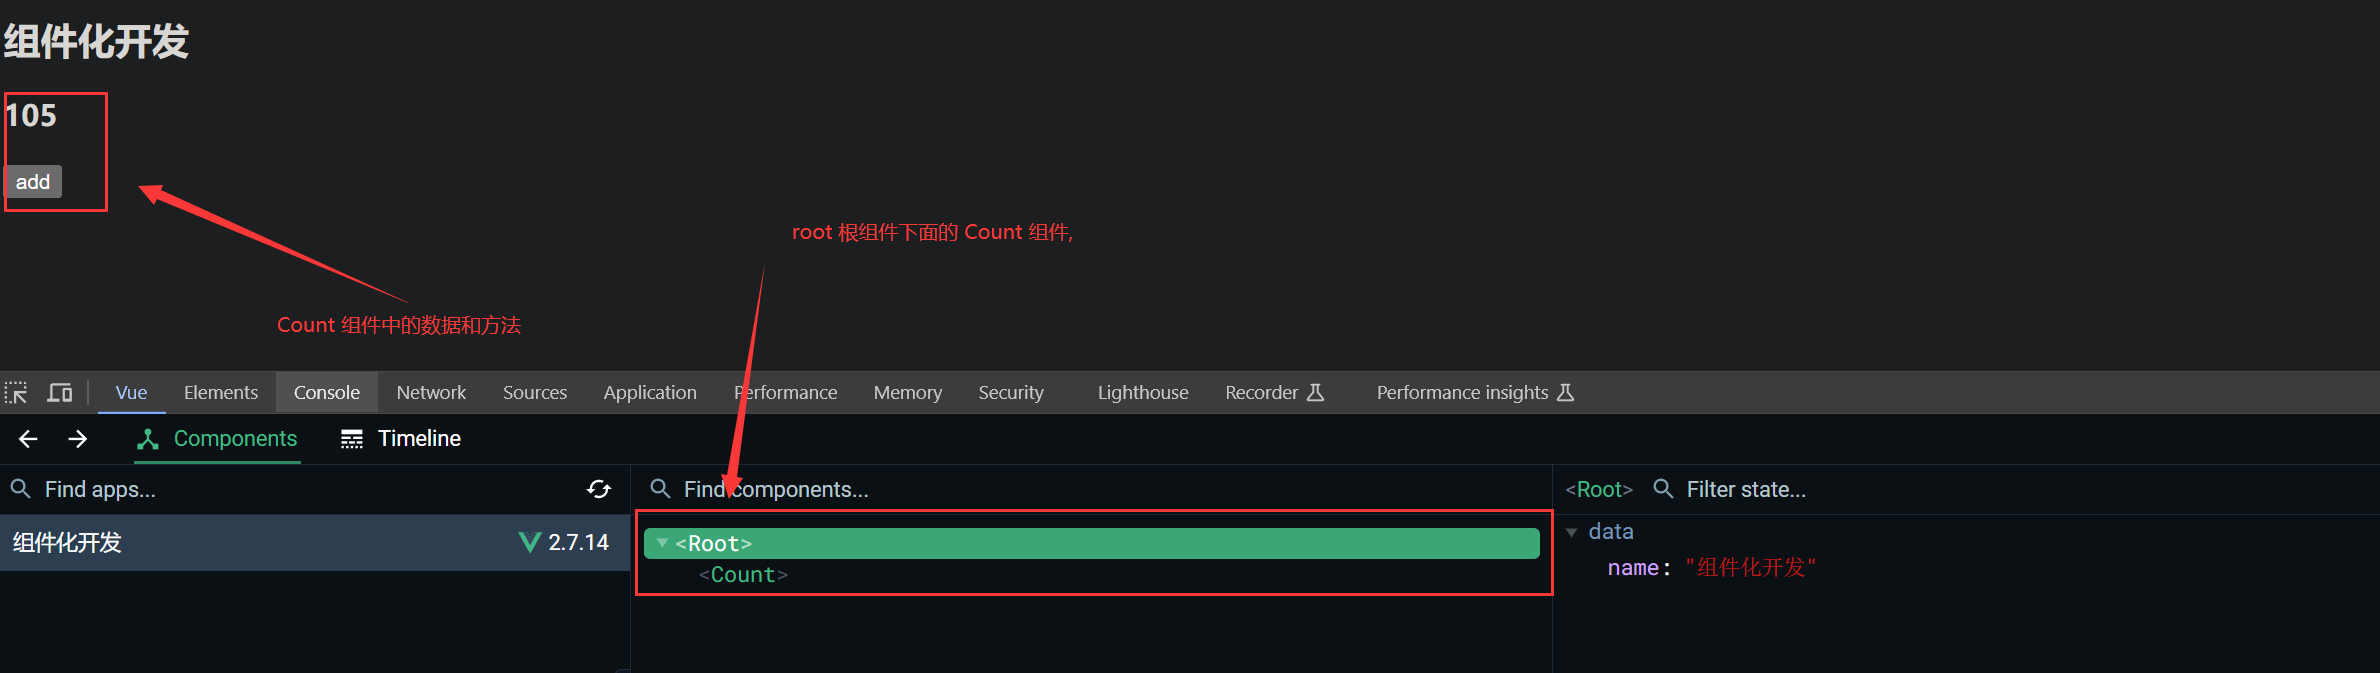 组件化开发
105
add
root 根组件下面的 Count 组件,
Count 组件中的数据和方法
Vue Elements Console Network Sources Application Performance Memory Security Lighthouse Recorder Performance insights
Components Timeline
Find apps... Find components... <Root> Filter state...
组件化开发 2.7.14
<Root>
<Count>
data
name: "组件化开发"